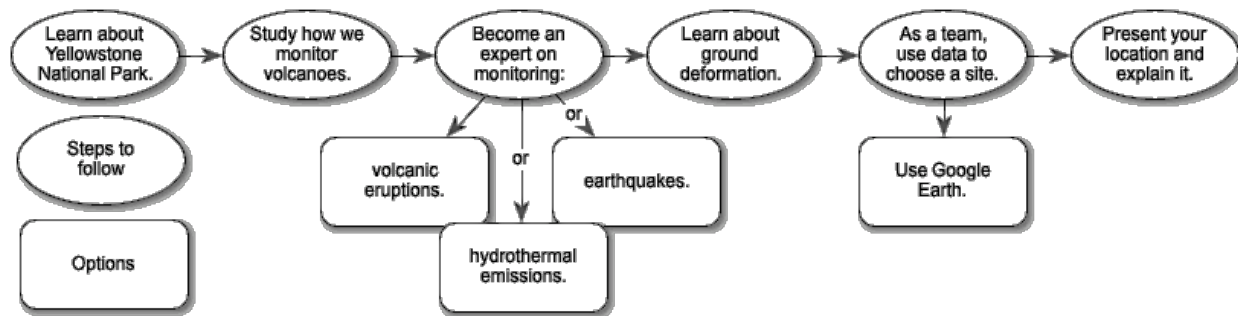 Learn about
Yellowstone
National Park.
Study how we
monitor
volcanoes.
Become an
expert on
monitoring:
Learn about
ground
deformation.
As a team,
use data to
choose a site.
Present your
location and
explain it.
or
or
Steps to
follow
volcanic
eruptions.
earthquakes.
Use Google
Earth.
Options
hydrothermal
emissions.